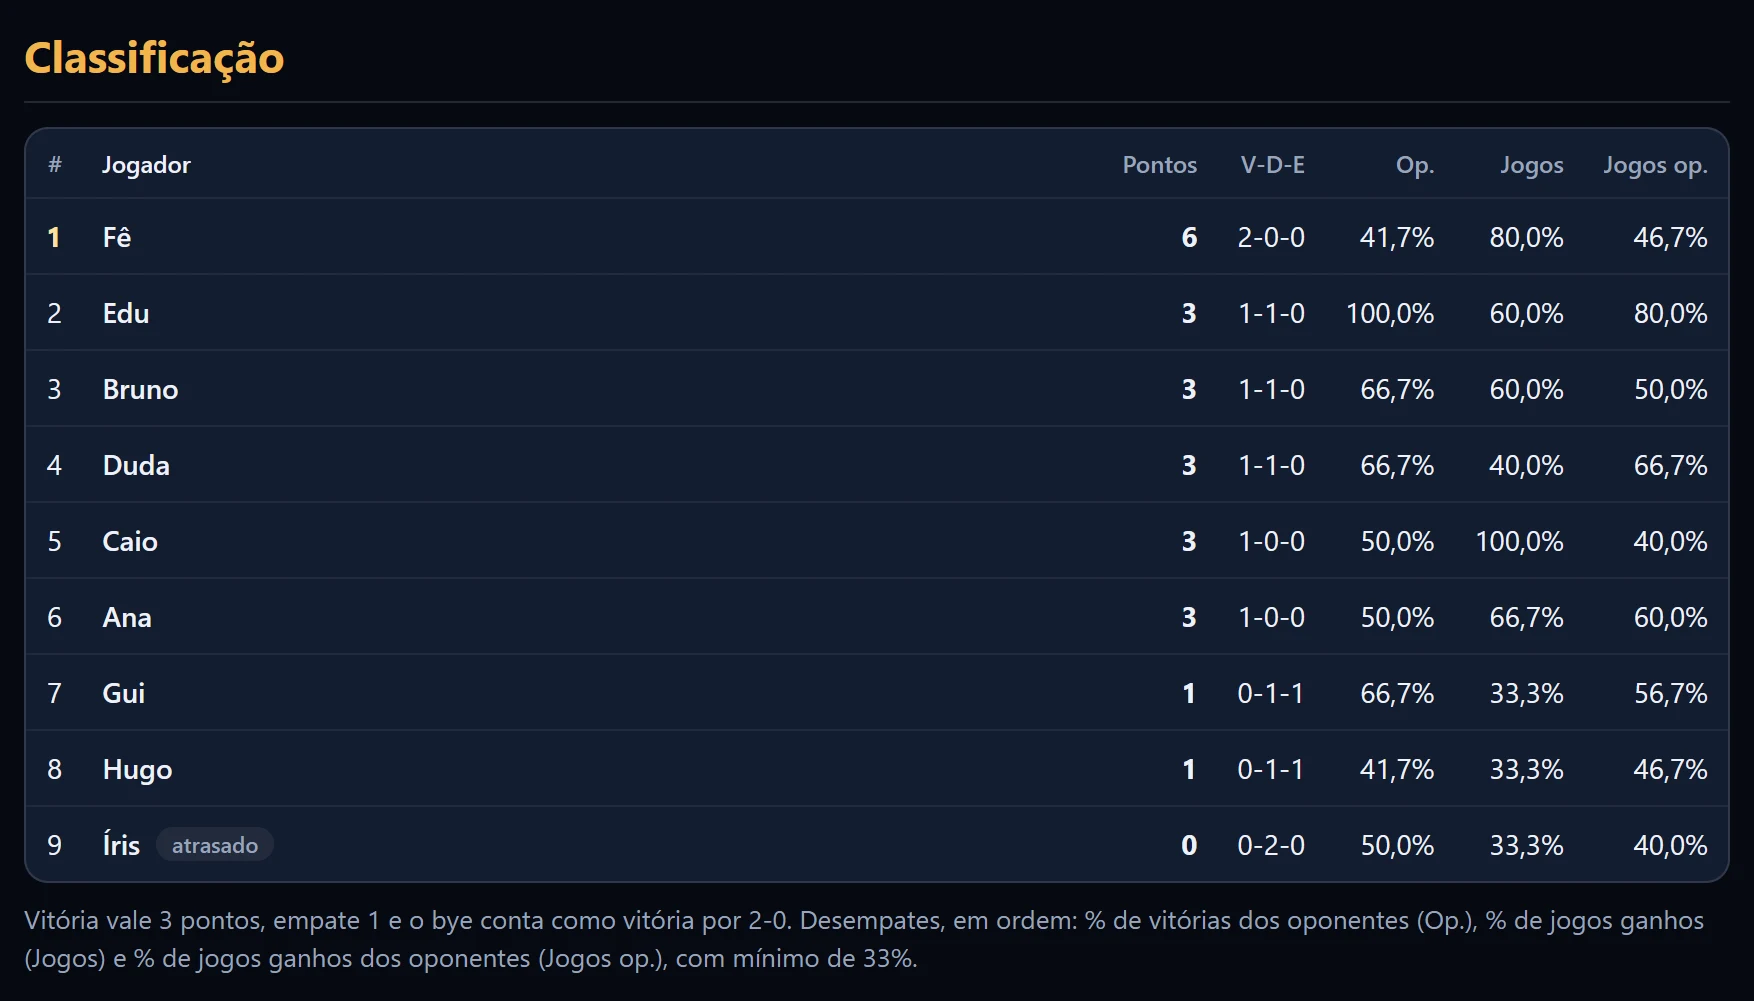 Classificação
# Jogador Pontos V-D-E Op. Jogos Jogos op.
1 Fê 6 2-0-0 41,7% 80,0% 46,7%
2 Edu 3 1-1-0 100,0% 60,0% 80,0%
3 Bruno 3 1-1-0 66,7% 60,0% 50,0%
4 Duda 3 1-1-0 66,7% 40,0% 66,7%
5 Caio 3 1-0-0 50,0% 100,0% 40,0%
6 Ana 3 1-0-0 50,0% 66,7% 60,0%
7 Gui 1 0-1-1 66,7% 33,3% 56,7%
8 Hugo 1 0-1-1 41,7% 33,3% 46,7%
9 Íris atrasado 0 0-2-0 50,0% 33,3% 40,0%
Vitória vale 3 pontos, empate 1 e o bye conta como vitória por 2-0. Desempates, em ordem: % de vitórias dos oponentes (Op.), % de jogos ganhos
(Jogos) e % de jogos ganhos dos oponentes (Jogos op.), com mínimo de 33%.